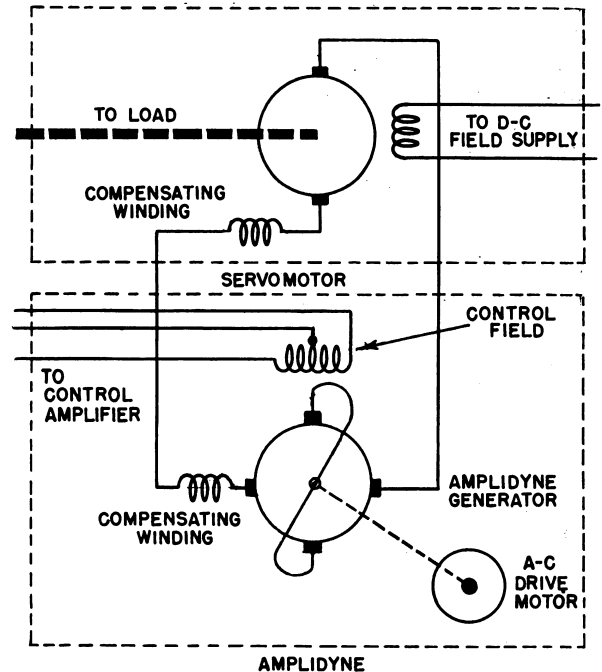 TO LOAD
TO D-C
FIELD SUPPLY
COMPENSATING
WINDING
SERVOMOTOR
CONTROL
FIELD
TO
CONTROL
AMPLIFIER
AMPLIDYNE
GENERATOR
COMPENSATING
WINDING
A-C
DRIVE
MOTOR
AMPLIDYNE